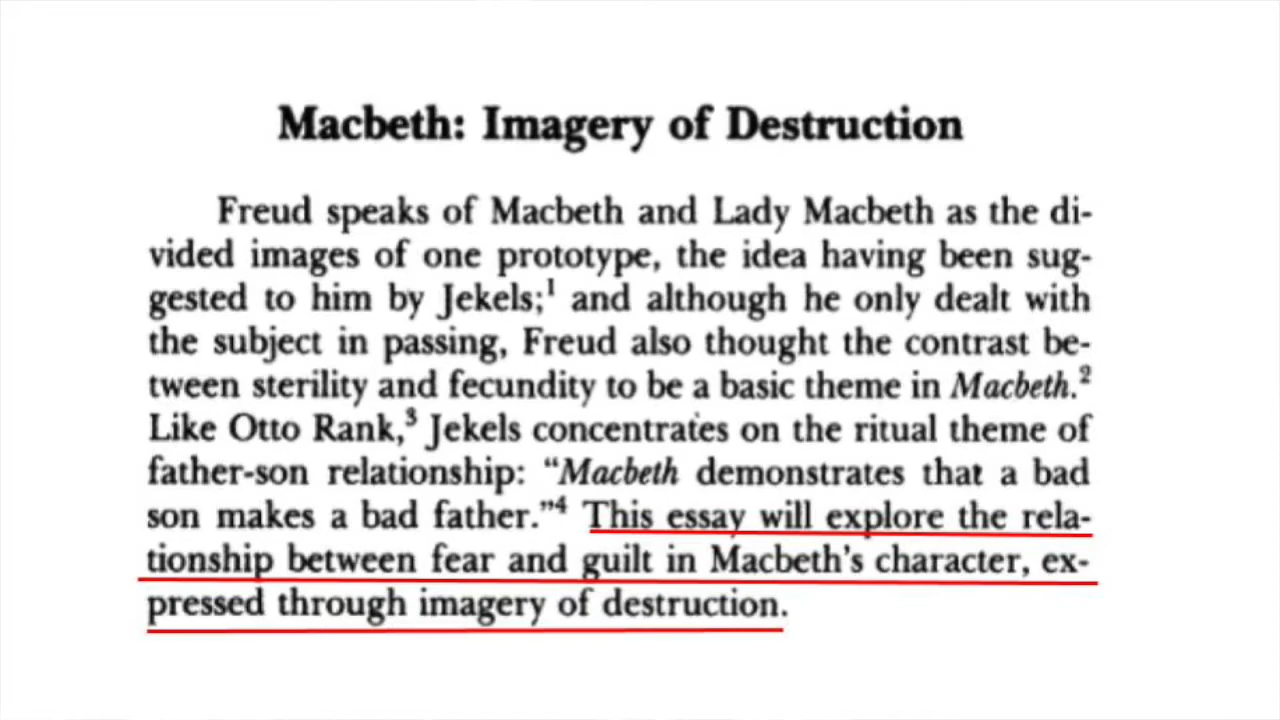 Macbeth: Imagery of Destruction
Freud speaks of Macbeth and Lady Macbeth as the di-
vided images of one prototype, the idea having been sug-
gested to him by Jekels;¹ and although he only dealt with
the subject in passing, Freud also thought the contrast be-
tween sterility and fecundity to be a basic theme in Macbeth.²
Like Otto Rank,³ Jekels concentrates on the ritual theme of
father-son relationship: “Macbeth demonstrates that a bad
son makes a bad father.”⁴ This essay will explore the rela-
tionship between fear and guilt in Macbeth’s character, ex-
pressed through imagery of destruction.